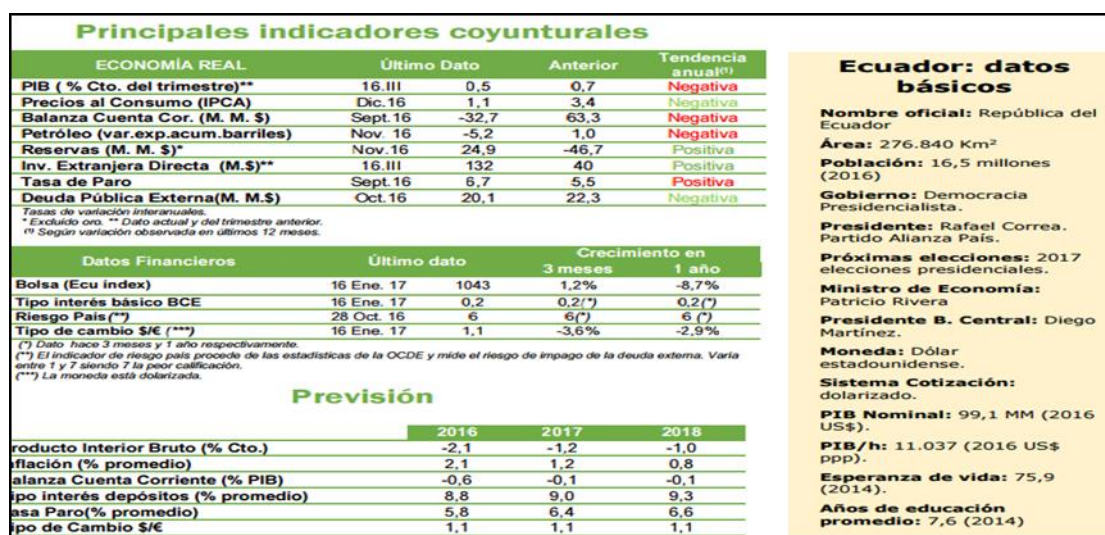 Principales indicadores coyunturales
ECONOMÍA REAL Último Dato Anterior Tendencia anual(1)
PIB ( % Cto. del trimestre)** 16.III 0,5 0,7 Negativa
Precios al Consumo (IPCA) Dic.16 1,1 3,4 Negativa
Balanza Cuenta Cor. (M. M. $) Sept.16 -32,7 63,3 Negativa
Petróleo (var.exp.acum.barriles) Nov. 16 -5,2 1,0 Negativa
Reservas (M. M. $)* Nov.16 24,9 -46,7 Positiva
Inv. Extranjera Directa (M.$)** 16.III 132 40 Positiva
Tasa de Paro Sept.16 6,7 5,5 Positiva
Deuda Pública Externa(M. M.$) Oct.16 20,1 22,3 Negativa
Tasas de variación interanuales.
* Excluido oro. ** Dato actual y del trimestre anterior.
(1) Según variación observada en últimos 12 meses.
Datos Financieros Último dato Crecimiento en
3 meses 1 año
Bolsa (Ecu index) 16 Ene. 17 1043 1,2% -8,7%
Tipo interés básico BCE 16 Ene. 17 0,2 0,2(*) 0,2(*)
Riesgo País(**) 28 Oct. 16 6 6(*) 6 (*)
Tipo de cambio $/€ (***) 16 Ene. 17 1,1 -3,6% -2,9%
(*) Dato hace 3 meses y 1 año respectivamente.
(**) El indicador de riesgo país procede de las estadísticas de la OCDE y mide el riesgo de impago de la deuda externa. Varia
entre 1 y 7 siendo 7 la peor calificación.
(***) La moneda está dolarizada.
Previsión
2016 2017 2018
roducto Interior Bruto (% Cto.) -2,1 -1,2 -1,0
nflación (% promedio) 2,1 1,2 0,8
alanza Cuenta Corriente (% PIB) -0,6 -0,1 -0,1
ipo interés depósitos (% promedio) 8,8 9,0 9,3
asa Paro(% promedio) 5,8 6,4 6,6
ipo de Cambio $/€ 1,1 1,1 1,1
Ecuador: datos
básicos
Nombre oficial: República del
Ecuador
Área: 276.840 Km²
Población: 16,5 millones
(2016)
Gobierno: Democracia
Presidencialista.
Presidente: Rafael Correa.
Partido Alianza País.
Próximas elecciones: 2017
elecciones presidenciales.
Ministro de Economía:
Patricio Rivera
Presidente B. Central: Diego
Martínez.
Moneda: Dólar
estadounidense.
Sistema Cotización:
dolarizado.
PIB Nominal: 99,1 MM (2016
US$).
PIB/h: 11.037 (2016 US$
ppp).
Esperanza de vida: 75,9
(2014).
Años de educación
promedio: 7,6 (2014)